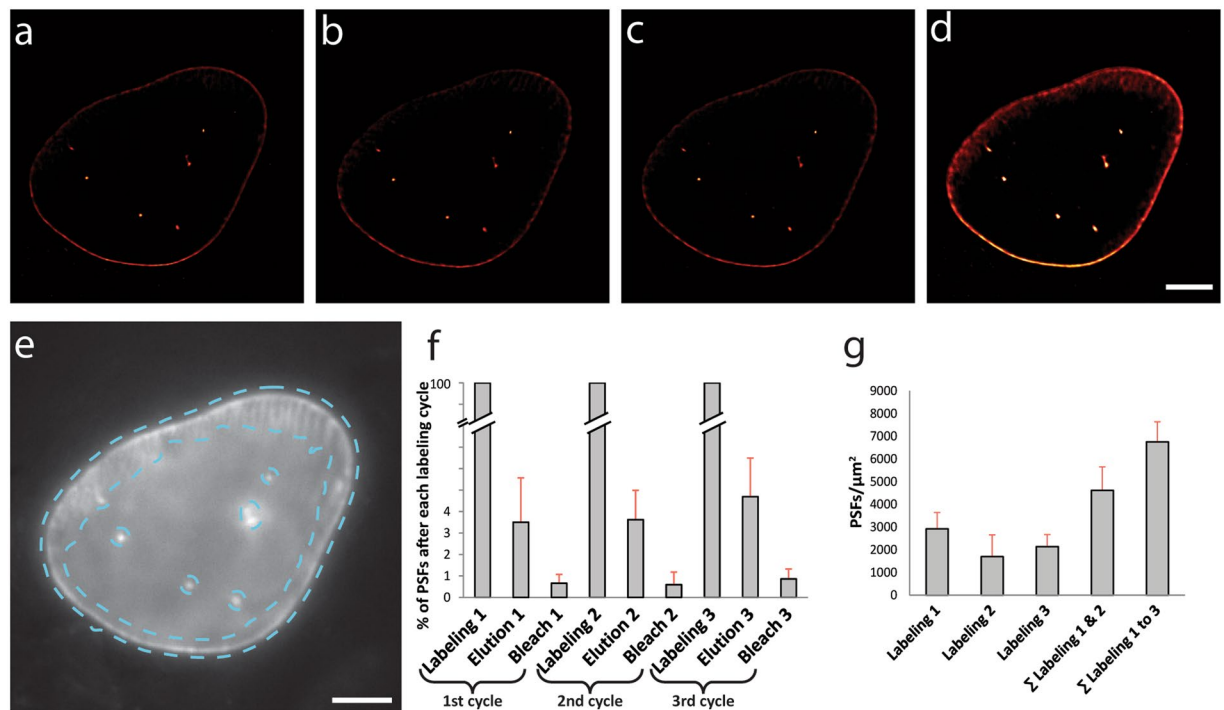 a
b
c
d
e
f
% of PSFs after each labeling cycle
100
4
3
2
1
0
Labeling 1
Elution 1
Bleach 1
Labeling 2
Elution 2
Bleach 2
Labeling 3
Elution 3
Bleach 3
1st cycle
2nd cycle
3rd cycle
g
PSFs/µm²
9000
8000
7000
6000
5000
4000
3000
2000
1000
0
Labeling 1
Labeling 2
Labeling 3
∑ Labeling 1 & 2
∑ Labeling 1 to 3